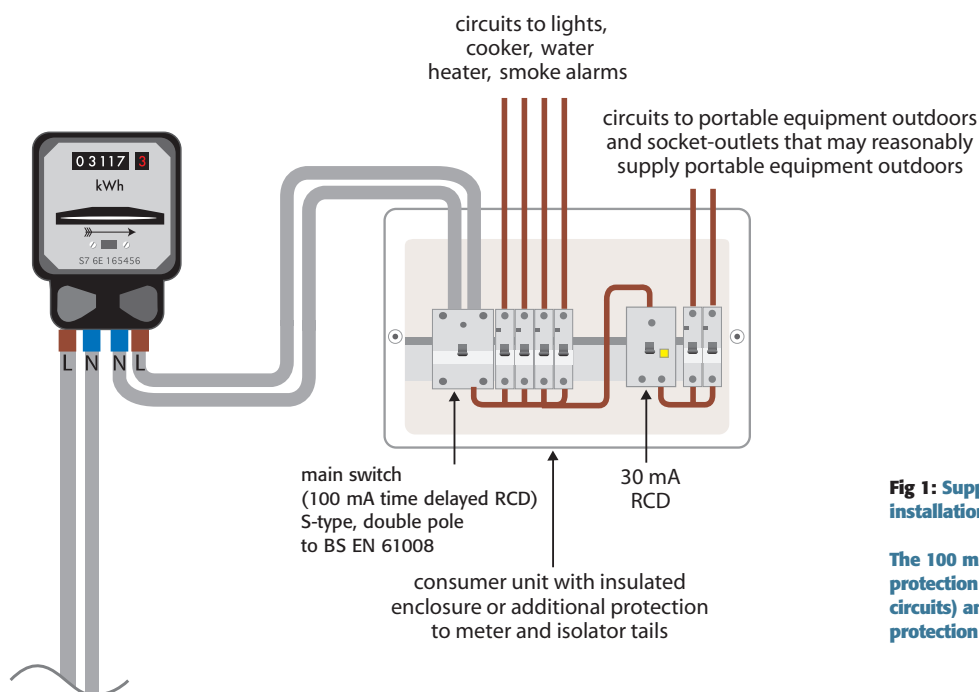 circuits to lights,
cooker, water
heater, smoke alarms
circuits to portable equipment outdoors
and socket-outlets that may reasonably
supply portable equipment outdoors
03117 3
kWh
S7 6E 165456
L N N L
main switch
(100 mA time delayed RCD)
S-type, double pole
to BS EN 61008
30 mA
RCD
consumer unit with insulated
enclosure or additional protection
to meter and isolator tails
Fig 1: Supp
installation
The 100 m
protection
circuits) an
protection